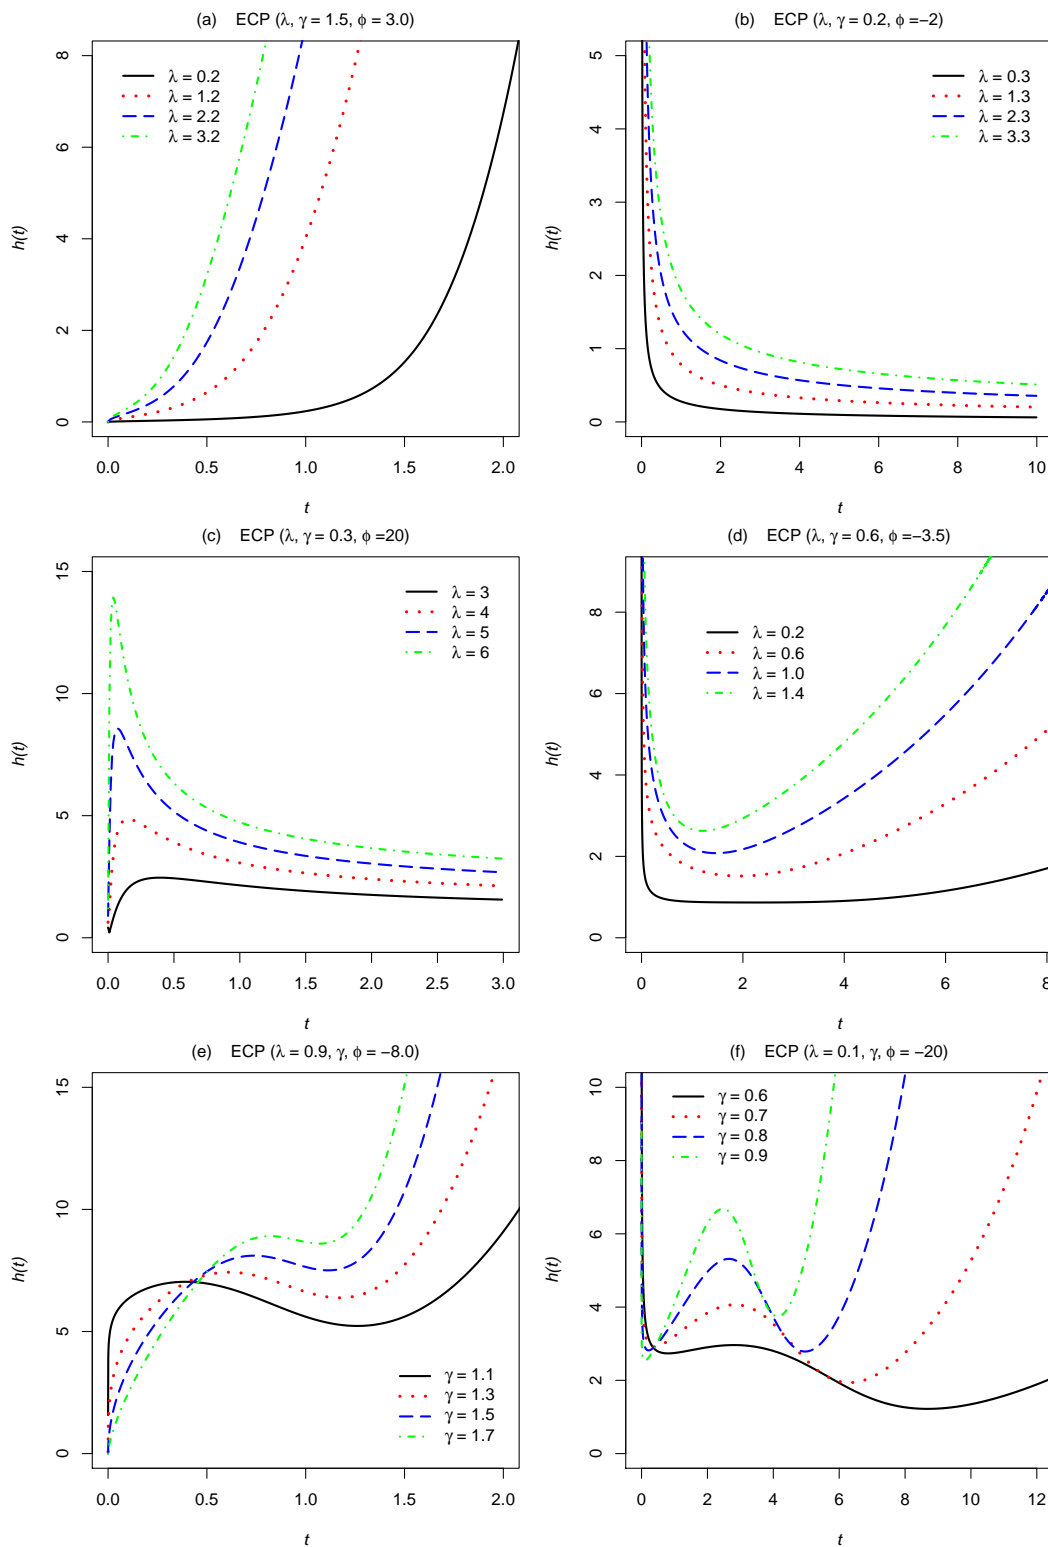 (a) ECP (λ, γ = 1.5, ϕ = 3.0)
8
6
4
2
0
h(t)
λ = 0.2
λ = 1.2
λ = 2.2
λ = 3.2
0.0 0.5 1.0 1.5 2.0
t
(b) ECP (λ, γ = 0.2, ϕ =−2)
5
4
3
2
1
0
h(t)
λ = 0.3
λ = 1.3
λ = 2.3
λ = 3.3
0 2 4 6 8 10
t
(c) ECP (λ, γ = 0.3, ϕ =20)
15
10
5
0
h(t)
λ = 3
λ = 4
λ = 5
λ = 6
0.0 0.5 1.0 1.5 2.0 2.5 3.0
t
(d) ECP (λ, γ = 0.6, ϕ =−3.5)
8
6
4
2
0
h(t)
λ = 0.2
λ = 0.6
λ = 1.0
λ = 1.4
0 2 4 6 8
t
(e) ECP (λ = 0.9, γ, ϕ = −8.0)
15
10
5
0
h(t)
γ = 1.1
γ = 1.3
γ = 1.5
γ = 1.7
0.0 0.5 1.0 1.5 2.0
t
(f) ECP (λ = 0.1, γ, ϕ = −20)
10
8
6
4
2
0
h(t)
γ = 0.6
γ = 0.7
γ = 0.8
γ = 0.9
0 2 4 6 8 10 12
t